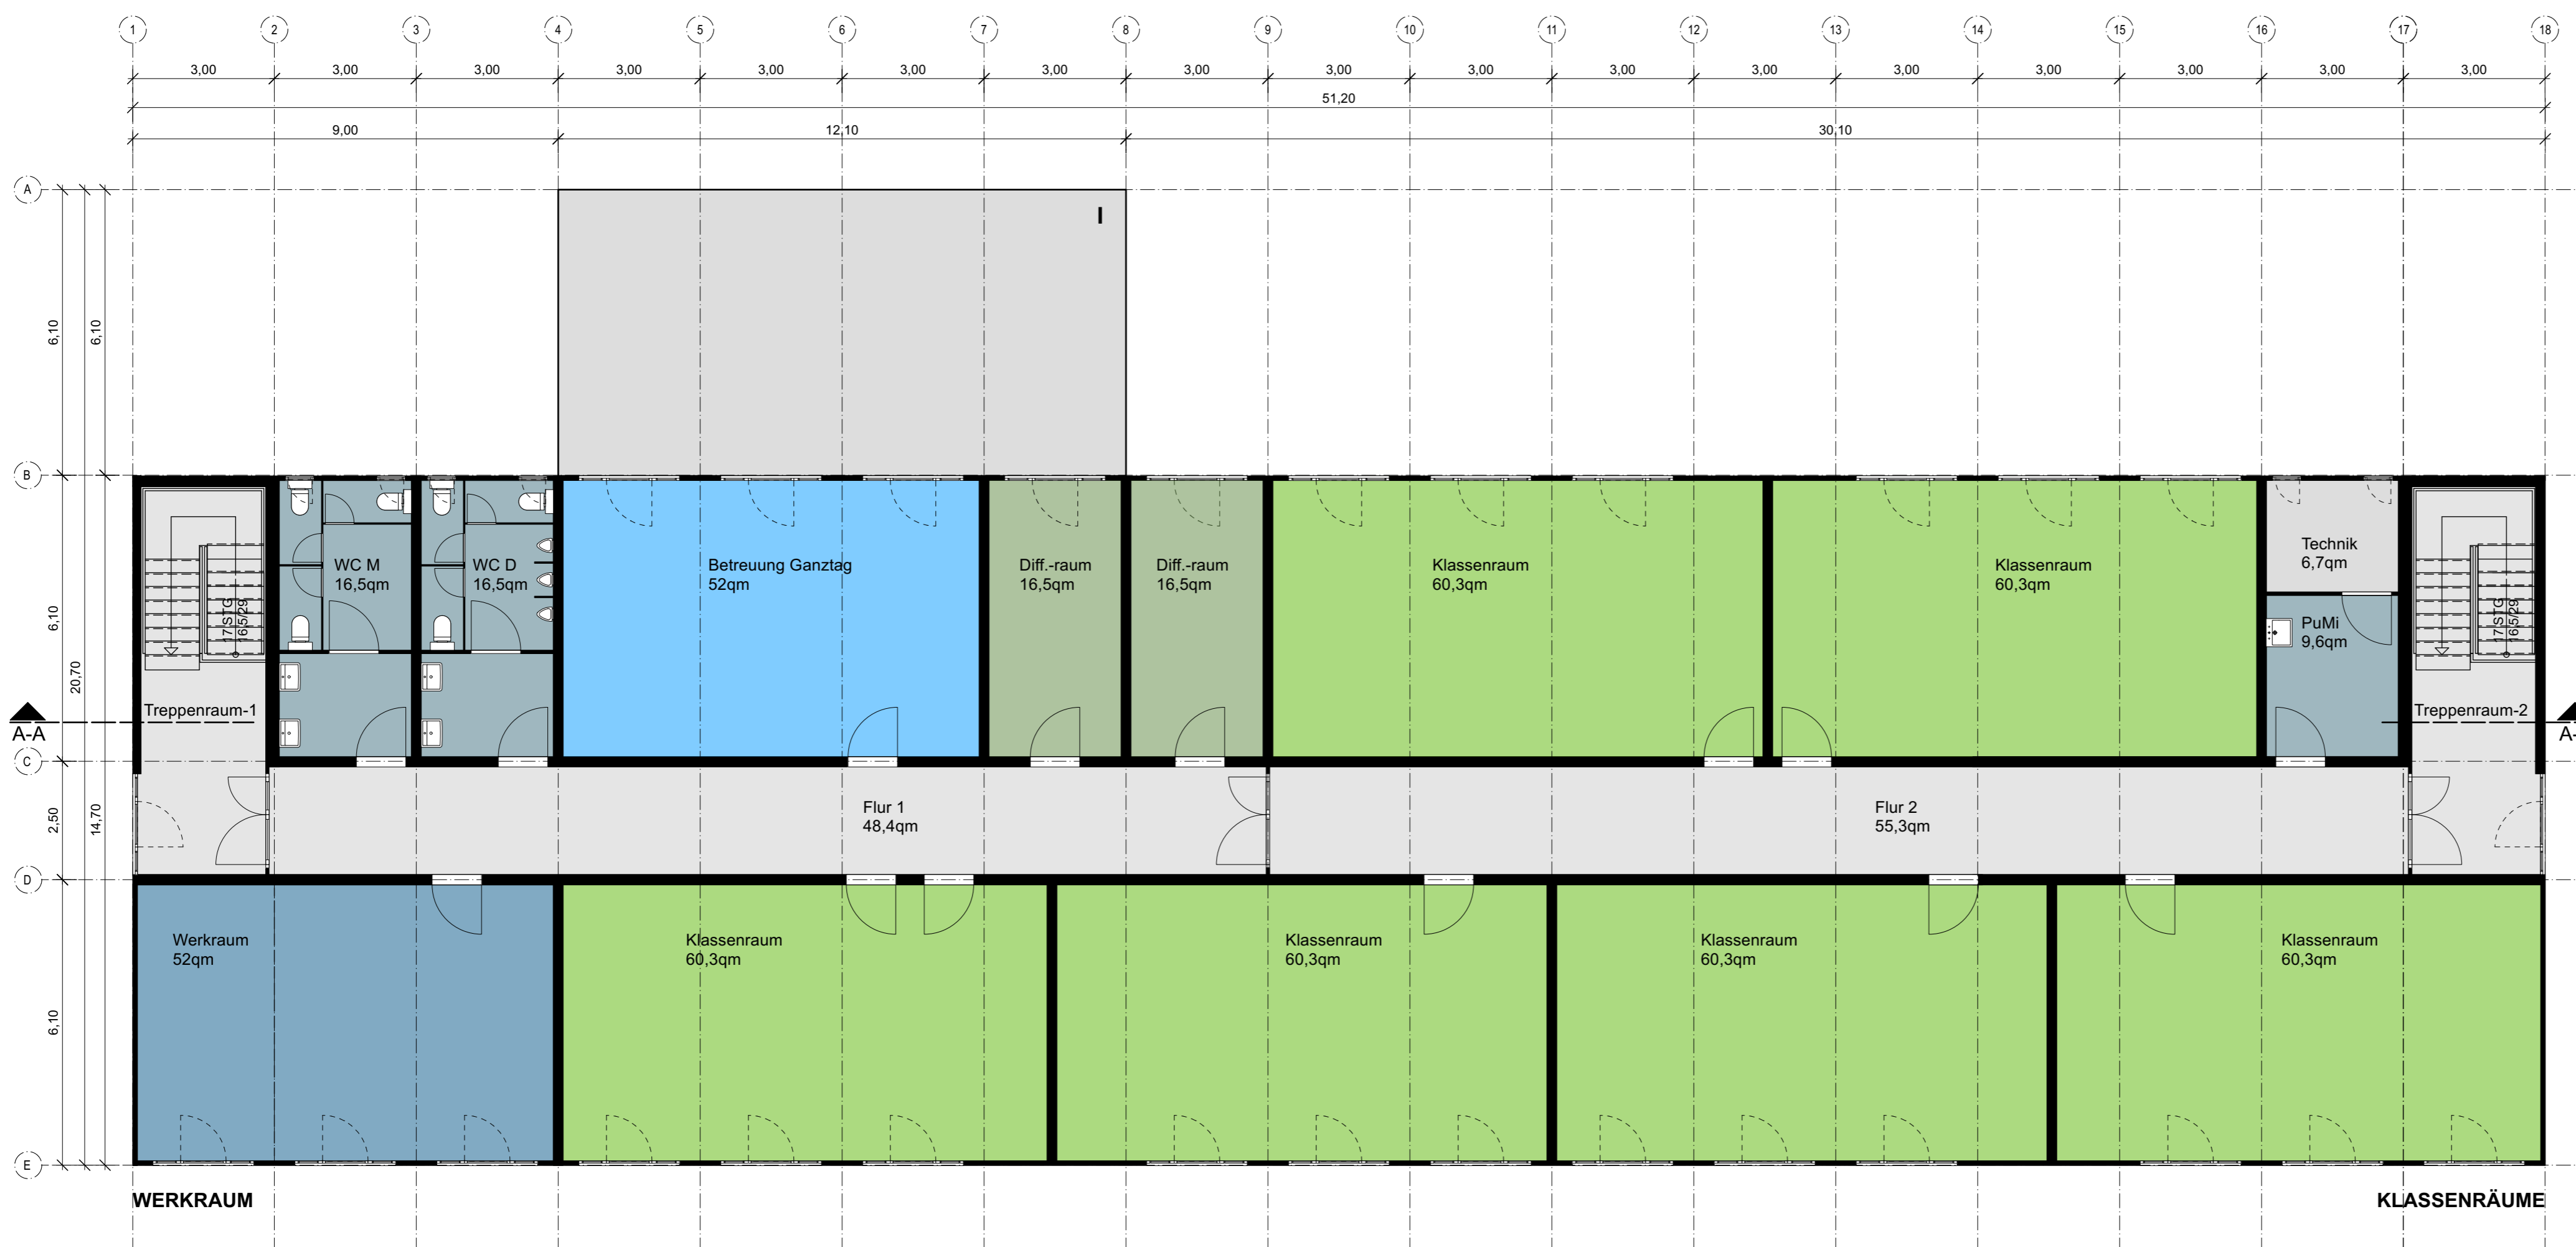 1 2 3 4 5 6 7 8 9 10 11 12 13 14 15 16 17 18
3,00 3,00 3,00 3,00 3,00 3,00 3,00 3,00 3,00 3,00 3,00 3,00 3,00 3,00 3,00 3,00 3,00
51,20
9,00 12,10 30,10
A
I
6,10 6,10
B
WC M
16,5qm
WC D
16,5qm
Betreuung Ganztag
52qm
Diff.-raum
16,5qm
Diff.-raum
16,5qm
Klassenraum
60,3qm
Klassenraum
60,3qm
Technik
6,7qm
PuMi
9,6qm
17 STG
16,5/29
17 STG
16,5/29
6,10
20,70
Treppenraum-1
Treppenraum-2
A-A
A-
C
2,50
14,70
Flur 1
48,4qm
Flur 2
55,3qm
D
Werkraum
52qm
Klassenraum
60,3qm
Klassenraum
60,3qm
Klassenraum
60,3qm
Klassenraum
60,3qm
6,10
E
WERKRAUM
KLASSENRÄUME